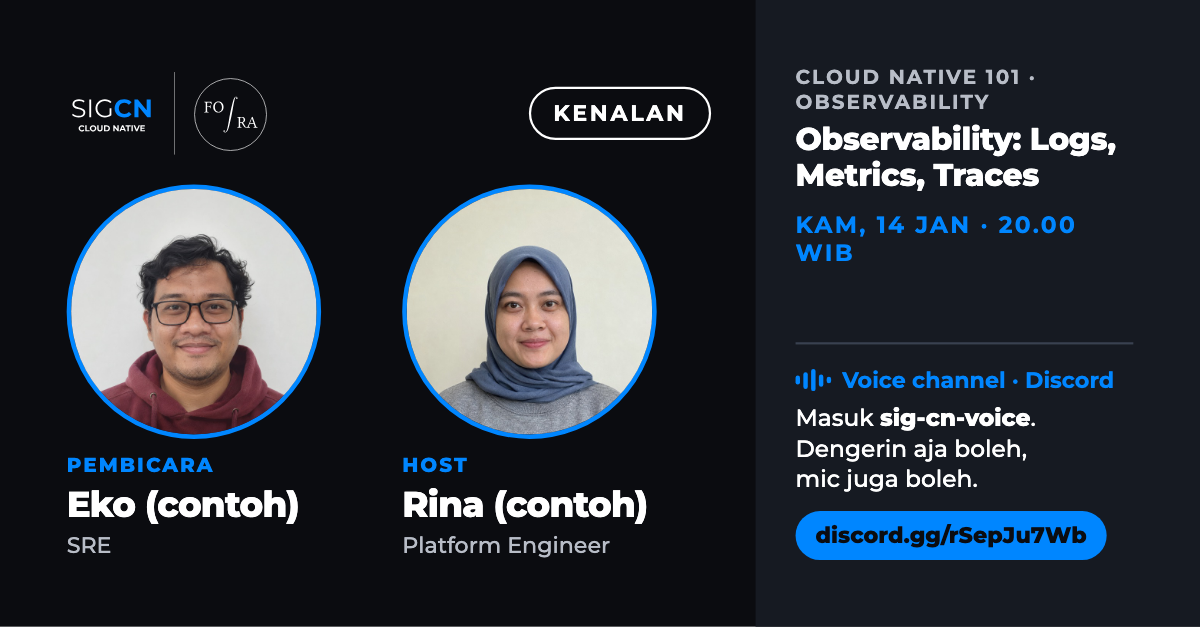 SIGCN
CLOUD NATIVE
FO
RA
KENALAN
PEMBICARA
Eko (contoh)
SRE
HOST
Rina (contoh)
Platform Engineer
CLOUD NATIVE 101 ·
OBSERVABILITY
Observability: Logs,
Metrics, Traces
KAM, 14 JAN · 20.00
WIB
Voice channel · Discord
Masuk sig-cn-voice.
Dengerin aja boleh,
mic juga boleh.
discord.gg/rSepJu7Wb